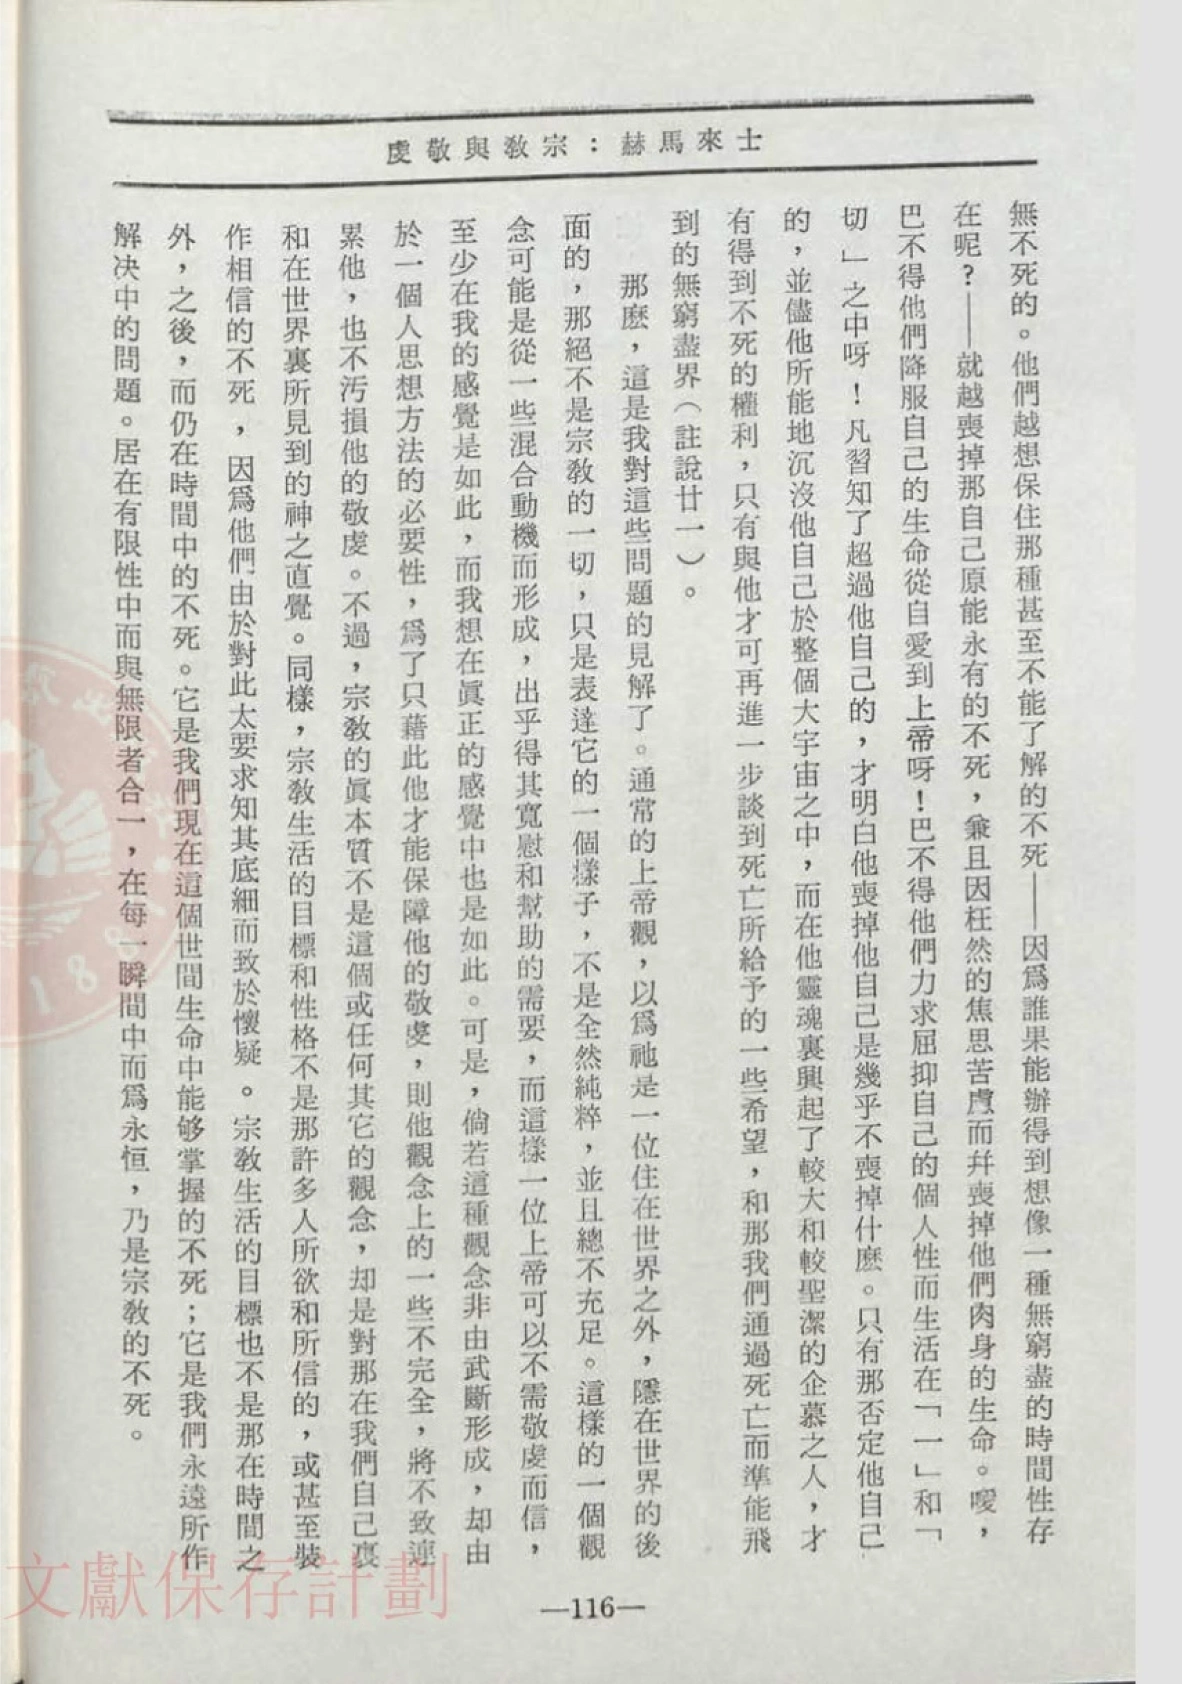 士來馬赫：宗教與敬虔
無不死的。他們越想保住那種甚至不能了解的不死——因爲誰果能辦得到想像一種無窮盡的時間性存
在呢？——就越喪掉那自己原能永有的不死，兼且因枉然的焦思苦慮而幷喪掉他們肉身的生命。噯，
巴不得他們降服自己的生命從自愛到上帝呀！巴不得他們力求屈抑自己的個人性而生活在「一」和「
切」之中呀！凡習知了超過他自己的，才明白他喪掉他自己是幾乎不喪掉什麽。只有那否定他自己
的，並儘他所能地沉沒他自己於整個大宇宙之中，而在他靈魂裏興起了較大和較聖潔的企慕之人，才
有得到不死的權利，只有與他才可再進一步談到死亡所給予的一些希望，和那我們通過死亡而準能飛
到的無窮盡界（註說廿一）。
那麽，這是我對這些問題的見解了。通常的上帝觀，以爲祂是一位住在世界之外，隱在世界的後
面的，那絕不是宗教的一切，只是表達它的一個樣子，不是全然純粹，並且總不充足。這樣的一個觀
念可能是從一些混合動機而形成，出乎得其寬慰和幫助的需要，而這樣一位上帝可以不需敬虔而信，
至少在我的感覺是如此，而我想在眞正的感覺中也是如此。可是，倘若這種觀念非由武斷形成，却由
於一個人思想方法的必要性，爲了只藉此他才能保障他的敬虔，則他觀念上的一些不完全，將不致連
累他，也不汚損他的敬虔。不過，宗教的眞本質不是這個或任何其它的觀念，却是對那在我們自己裏
和在世界裏所見到的神之直覺。同樣，宗教生活的目標和性格不是那許多人所欲和所信的，或甚至裝
作相信的不死，因爲他們由於對此太要求知其底細而致於懷疑。宗教生活的目標也不是那在時間之
外，之後，而仍在時間中的不死。它是我們現在這個世間生命中能够掌握的不死；它是我們永遠所作
解决中的問題。居在有限性中而與無限者合一，在每一瞬間中而爲永恒，乃是宗教的不死。
—116—
文獻保存計劃
188